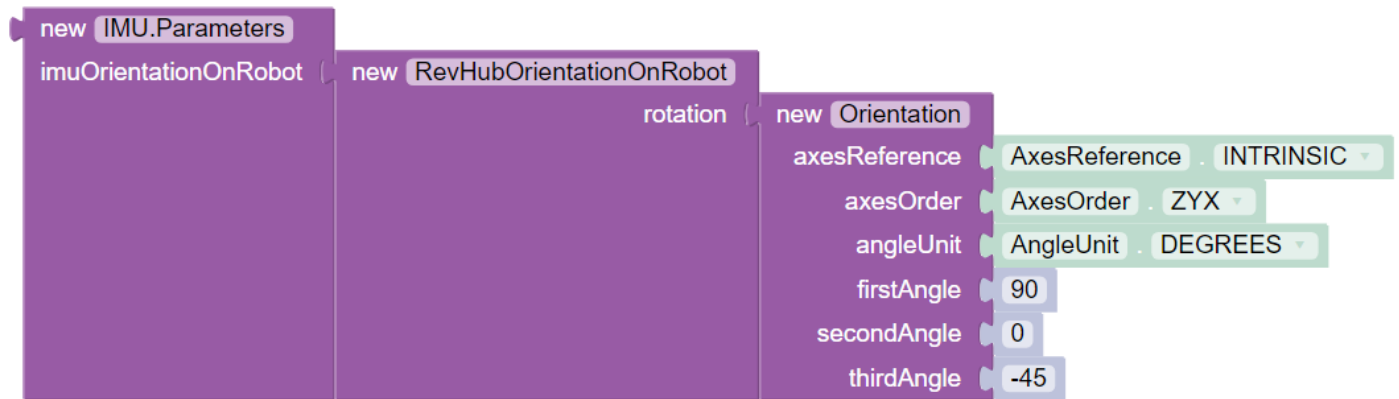 new IMU.Parameters
imuOrientationOnRobot new RevHubOrientationOnRobot
rotation new Orientation
axesReference AxesReference . INTRINSIC
axesOrder AxesOrder . ZYX
angleUnit AngleUnit . DEGREES
firstAngle 90
secondAngle 0
thirdAngle -45